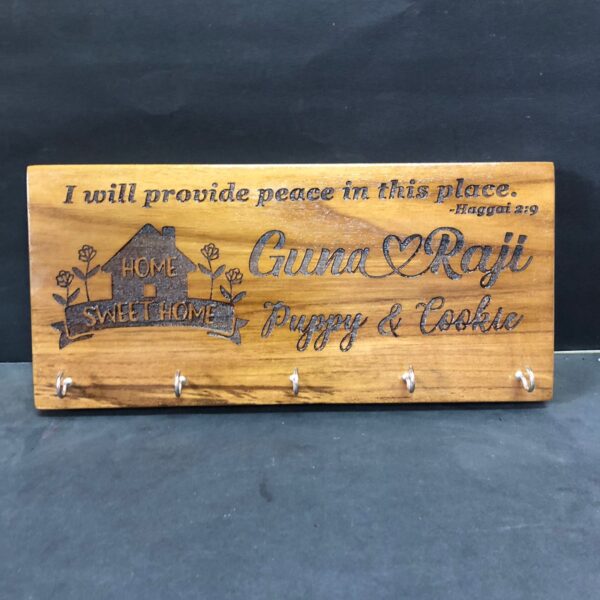 I will provide peace in this place.
-Haggai 2:9
HOME
SWEET HOME
Guna Raji
Puppy & Cookie